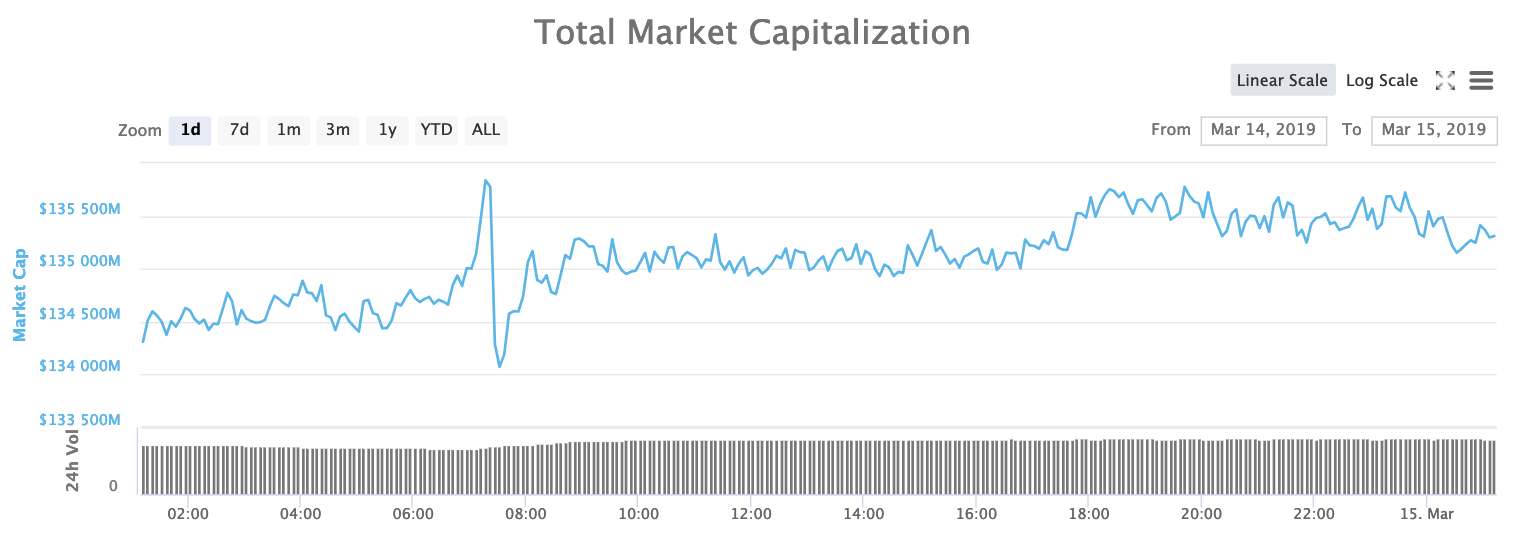 Total Market Capitalization
Linear Scale Log Scale
Zoom 1d 7d 1m 3m 1y YTD ALL From Mar 14, 2019 To Mar 15, 2019
Market Cap
$135 500M
$135 000M
$134 500M
$134 000M
$133 500M
24h Vol
0
02:00 04:00 06:00 08:00 10:00 12:00 14:00 16:00 18:00 20:00 22:00 15. Mar